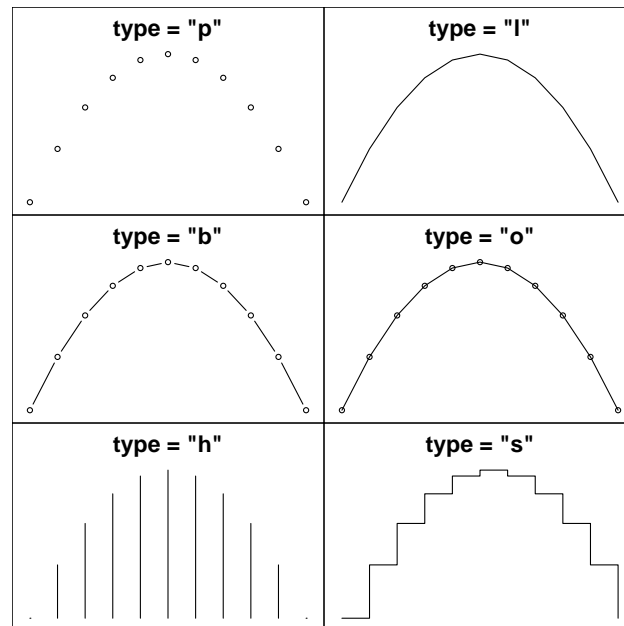 type = "p"
type = "l"
type = "b"
type = "o"
type = "h"
type = "s"